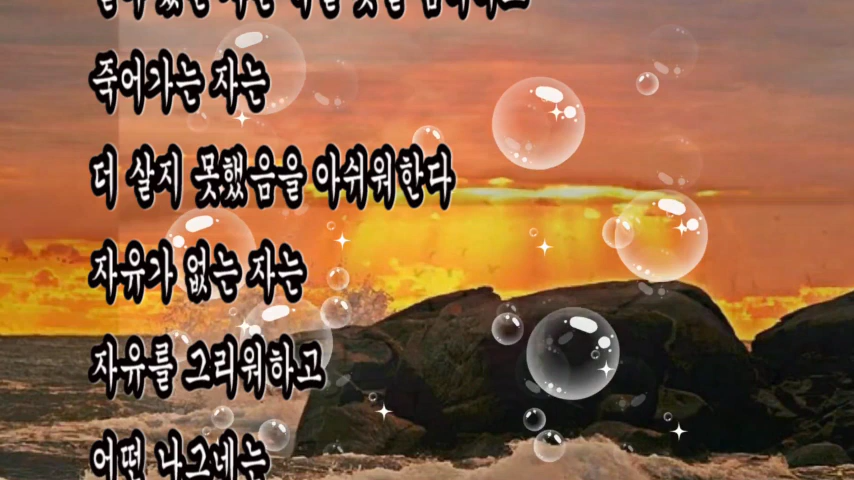 죽어가는 자는
더 살지 못했음을 아쉬워한다
자유가 없는 자는
자유를 그리워하고
어떤 나그네는